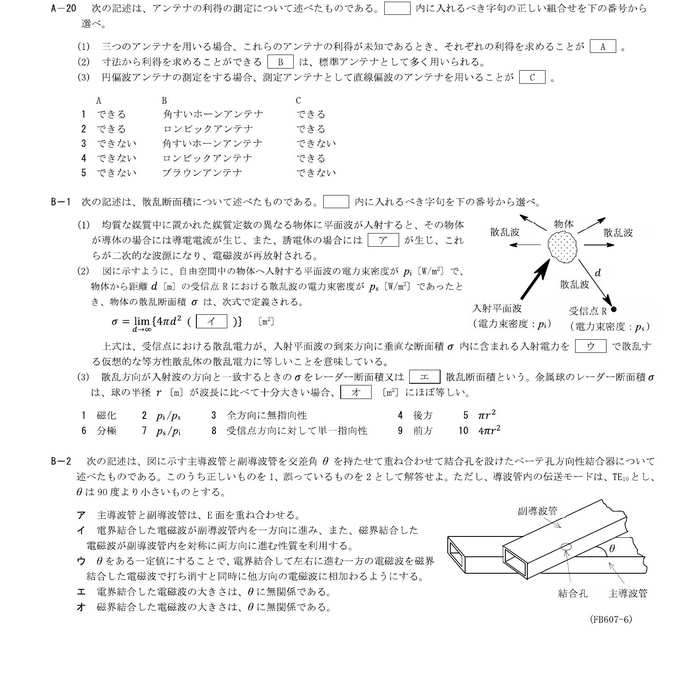 A－20 次の記述は、アンテナの利得の測定について述べたものである。 内に入れるべき字句の正しい組合せを下の番号から
選べ。
(1) 三つのアンテナを用いる場合、これらのアンテナの利得が未知であるとき、それぞれの利得を求めることが A 。
(2) 寸法から利得を求めることができる B は、標準アンテナとして多く用いられる。
(3) 円偏波アンテナの測定をする場合、測定アンテナとして直線偏波のアンテナを用いることが C 。
A B C
1 できる 角すいホーンアンテナ できる
2 できる ロンビックアンテナ できる
3 できない 角すいホーンアンテナ できない
4 できない ロンビックアンテナ できる
5 できない ブラウンアンテナ できない
B－1 次の記述は、散乱断面積について述べたものである。 内に入れるべき字句を下の番号から選べ。
(1) 均質な媒質中に置かれた媒質定数の異なる物体に平面波が入射すると、その物体
が導体の場合には導電電流が生じ、また、誘電体の場合には ア が生じ、これ
らが二次的な波源になり、電磁波が再放射される。
(2) 図に示すように、自由空間中の物体へ入射する平面波の電力束密度が pi [W/m²] で、
物体から距離 d [m] の受信点 R における散乱波の電力束密度が ps [W/m²] であったと
き、物体の散乱断面積 σ は、次式で定義される。
σ = lim d→∞ {4πd² ( イ )} [m²]
上式は、受信点における散乱電力が、入射平面波の到来方向に垂直な断面積 σ 内に含まれる入射電力を ウ で散乱す
る仮想的な等方性散乱体の散乱電力に等しいことを意味している。
(3) 散乱方向が入射波の方向と一致するときの σ をレーダー断面積又は エ 散乱断面積という。金属球のレーダー断面積 σ
は、球の半径 r [m] が波長に比べて十分大きい場合、 オ [m²] にほぼ等しい。
1 磁化 2 pi/ps 3 全方向に無指向性 4 後方 5 πr²
6 分極 7 ps/pi 8 受信点方向に対して単一指向性 9 前方 10 4πr²
物体
散乱波
散乱波
d
散乱波
入射平面波
(電力束密度；pi)
受信点 R
(電力束密度；ps)
B－2 次の記述は、図に示す主導波管と副導波管を交差角 θ を持たせて重ね合わせて結合孔を設けたベーテ孔方向性結合器について
述べたものである。このうち正しいものを 1、誤っているものを 2 として解答せよ。ただし、導波管内の伝送モードは、TE₁₀とし、
θ は 90 度より小さいものとする。
ア 主導波管と副導波管は、E 面を重ね合わせる。
イ 電界結合した電磁波が副導波管内を一方向に進み、また、磁界結合した
電磁波が副導波管内を対称に両方向に進む性質を利用する。
ウ θ をある一定値にすることで、電界結合して左右に進む一方の電磁波を磁界
結合した電磁波で打ち消すと同時に他方向の電磁波に相加わるようにする。
エ 電界結合した電磁波の大きさは、θ に無関係である。
オ 磁界結合した電磁波の大きさは、θ に無関係である。
副導波管
θ
結合孔
主導波管
(FB607-6)